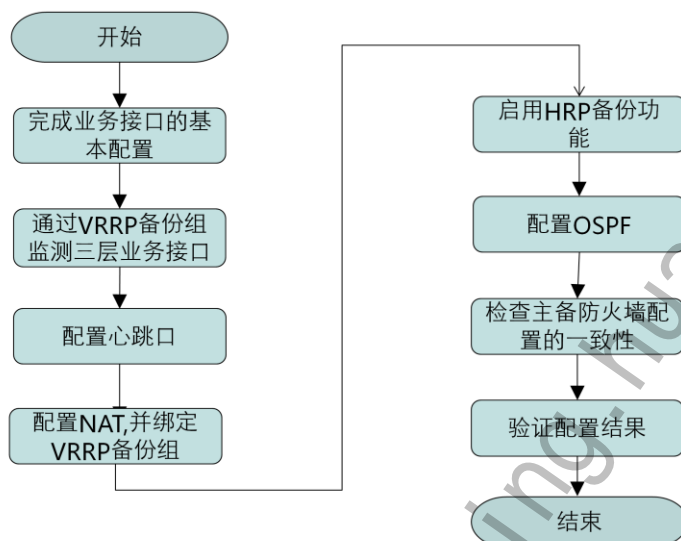 开始
完成业务接口的基
本配置
通过VRRP备份组
监测三层业务接口
配置心跳口
配置NAT,并绑定
VRRP备份组
启用HRP备份功
能
配置OSPF
检查主备防火墙配
置的一致性
验证配置结果
结束
ing.hua